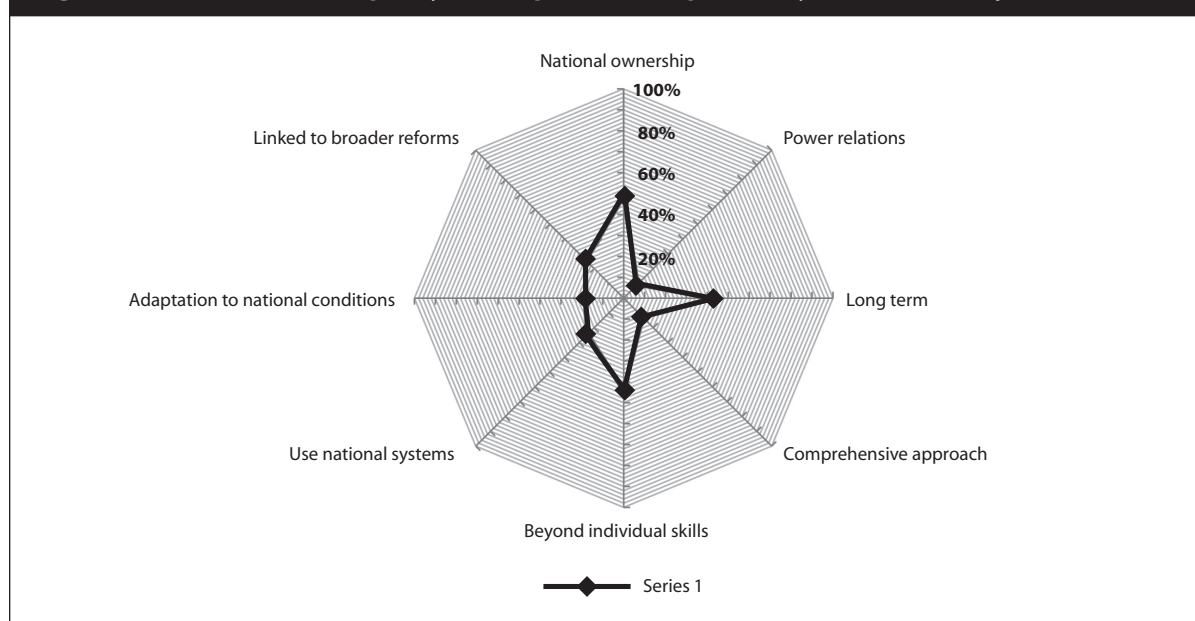 National ownership
100%
Linked to broader reforms
80%
Power relations
60%
40%
20%
Adaptation to national conditions
Long term
Use national systems
Comprehensive approach
Beyond individual skills
Series 1